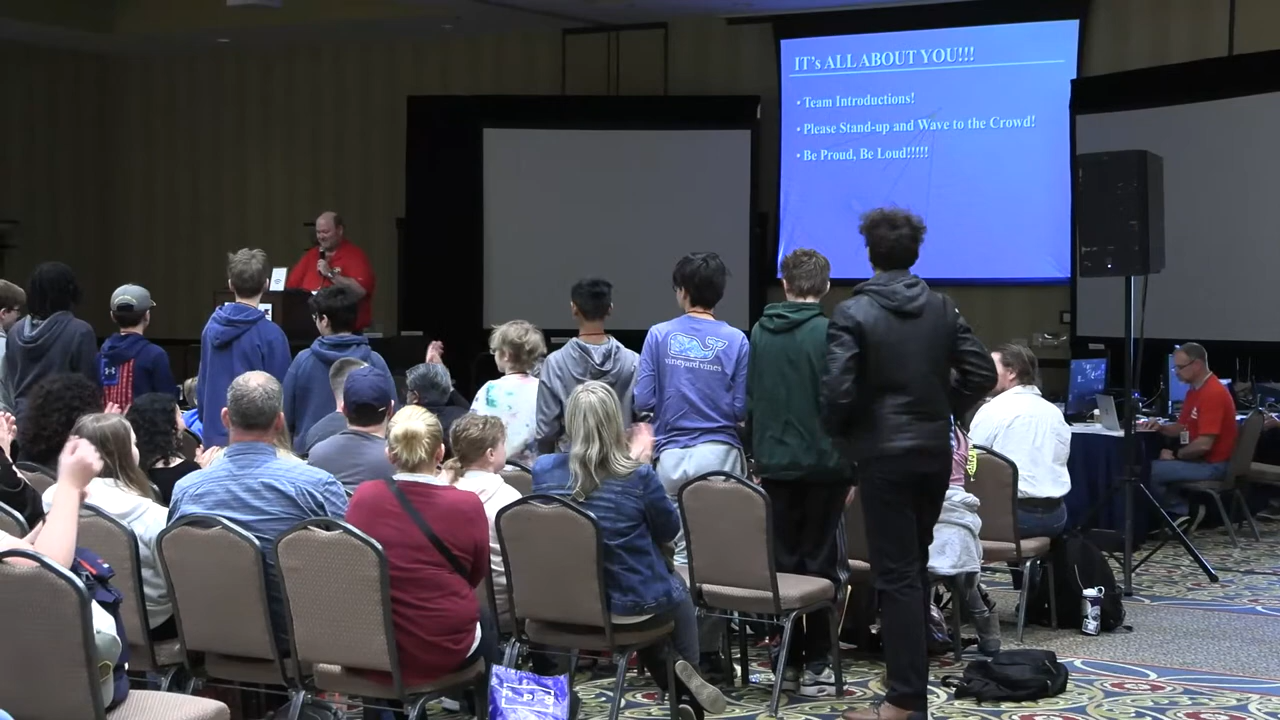 IT's ALL ABOUT YOU!!!
• Team Introductions!
• Please Stand-up and Wave to the Crowd!
• Be Proud, Be Loud!!!!!
vineyard vines